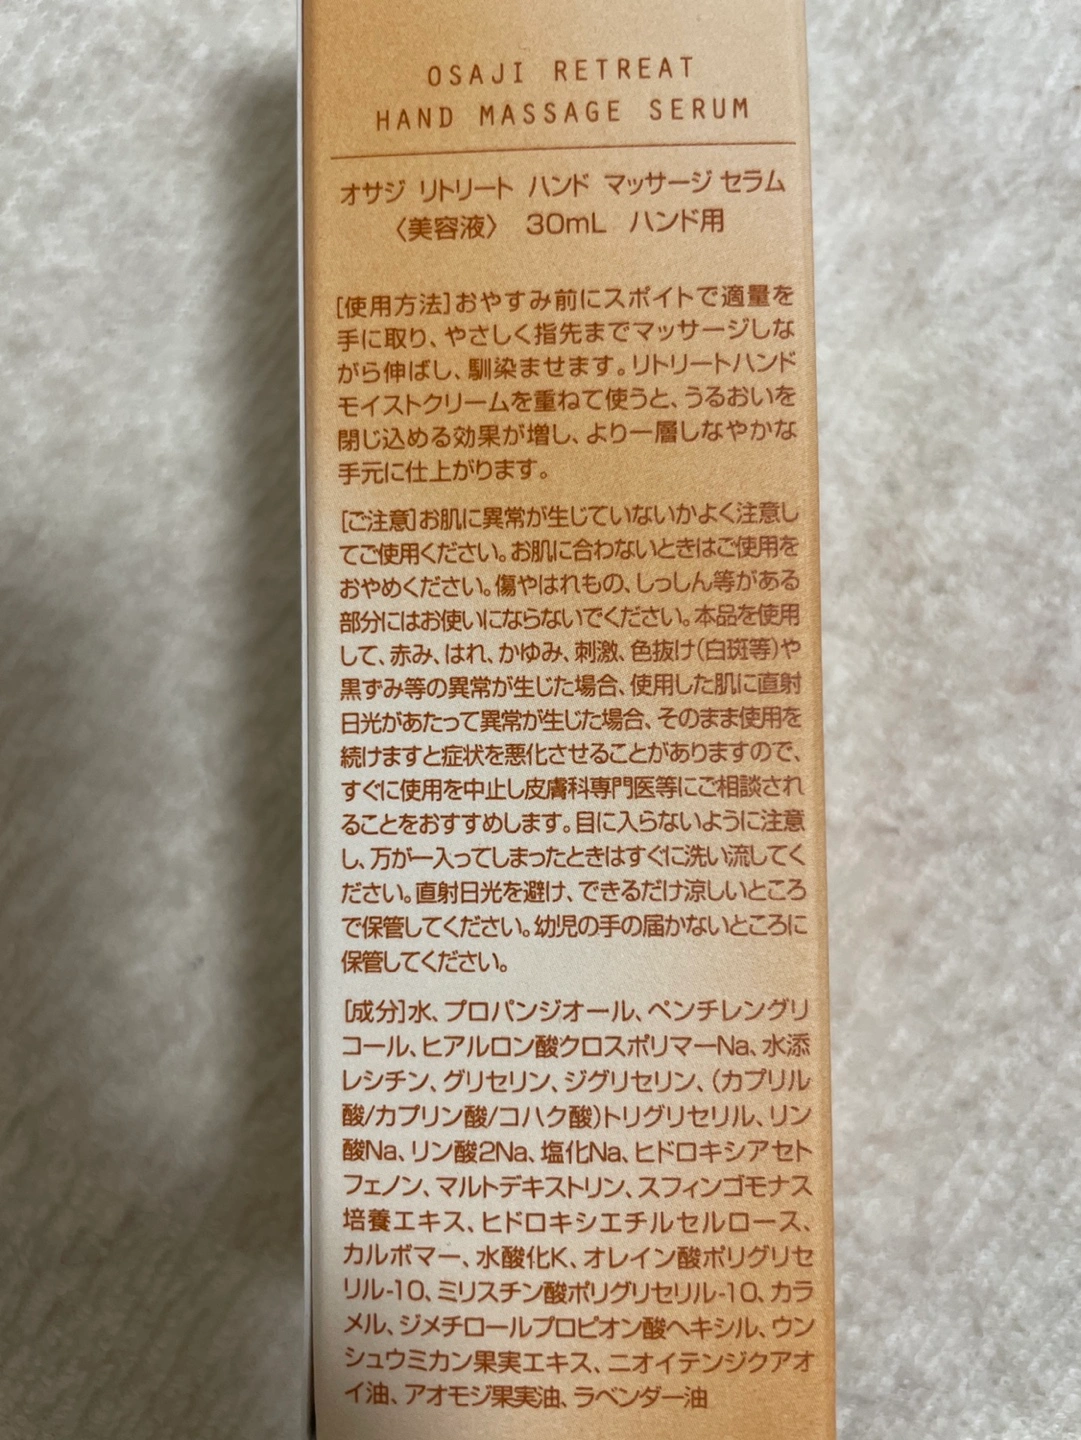 OSAJI RETREAT
HAND MASSAGE SERUM
オサジ リトリート ハンド マッサージ セラム
〈美容液〉 30mL ハンド用
[使用方法]おやすみ前にスポイトで適量を
手に取り、やさしく指先までマッサージしな
がら伸ばし、馴染ませます。リトリートハンド
モイストクリームを重ねて使うと、うるおいを
閉じ込める効果が増し、より一層しなやかな
手元に仕上がります。
[ご注意]お肌に異常が生じていないかよく注意し
てご使用ください。お肌に合わないときはご使用を
おやめください。傷やはれもの、しっしん等がある
部分にはお使いにならないでください。本品を使用
して、赤み、はれ、かゆみ、刺激、色抜け(白斑等)や
黒ずみ等の異常が生じた場合、使用した肌に直射
日光があたって異常が生じた場合、そのまま使用を
続けますと症状を悪化させることがありますので、
すぐに使用を中止し皮膚科専門医等にご相談され
ることをおすすめします。目に入らないように注意
し、万が一入ってしまったときはすぐに洗い流してく
ださい。直射日光を避け、できるだけ涼しいところ
で保管してください。幼児の手の届かないところに
保管してください。
[成分]水、プロパンジオール、ペンチレングリ
コール、ヒアルロン酸クロスポリマーNa、水添
レシチン、グリセリン、ジグリセリン、(カプリル
酸/カプリン酸/コハク酸)トリグリセリル、リン
酸Na、リン酸2Na、塩化Na、ヒドロキシアセト
フェノン、マルトデキストリン、スフィンゴモナス
培養エキス、ヒドロキシエチルセルロース、
カルボマー、水酸化K、オレイン酸ポリグリセ
リル-10、ミリスチン酸ポリグリセリル-10、カラ
メル、ジメチロールプロピオン酸ヘキシル、ウン
シュウミカン果実エキス、ニオイテンジクアオ
イ油、アオモジ果実油、ラベンダー油